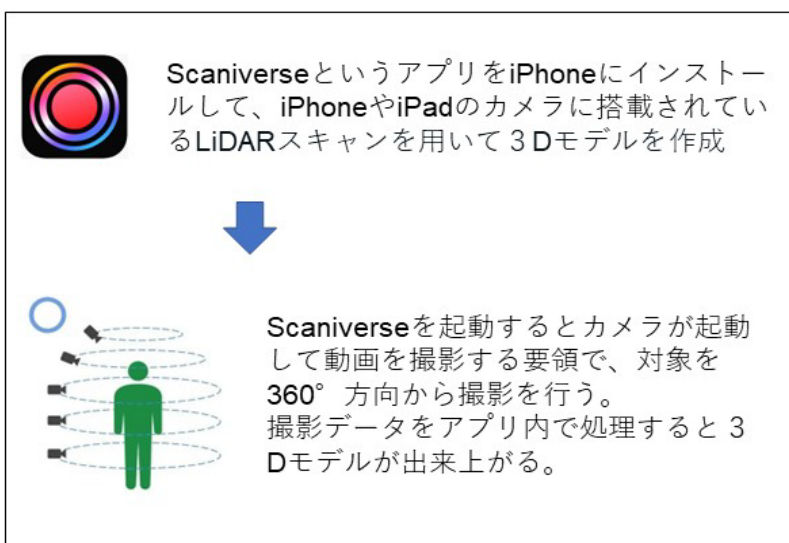 ScaniverseというアプリをiPhoneにインストー
ルして、iPhoneやiPadのカメラに搭載されてい
るLiDARスキャンを用いて３Dモデルを作成
Scaniverseを起動するとカメラが起動
して動画を撮影する要領で、対象を
360°方向から撮影を行う。
撮影データをアプリ内で処理すると３
Dモデルが出来上がる。